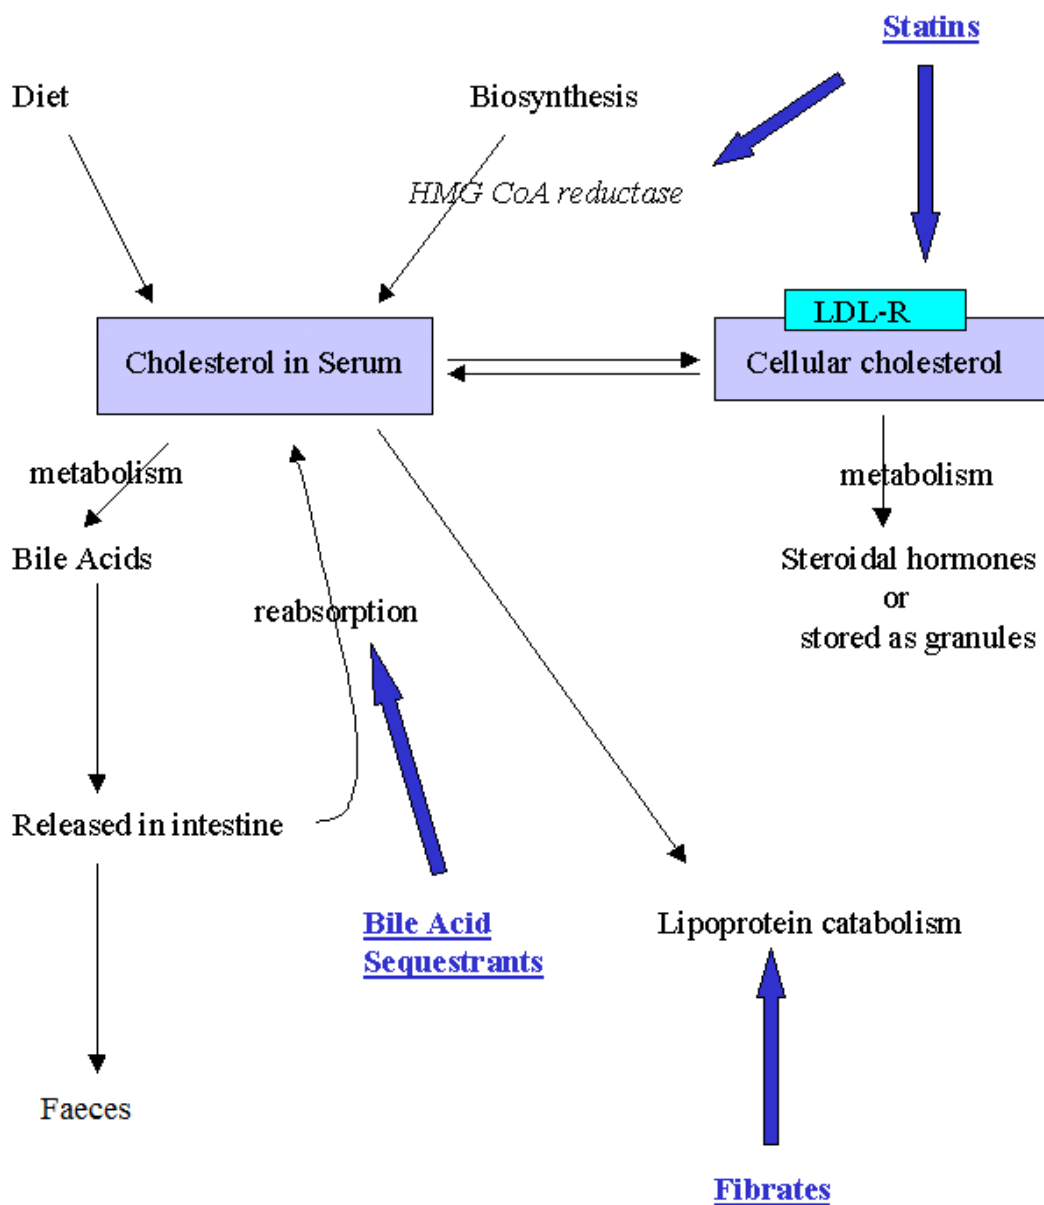 Statins
Diet
Biosynthesis
HMG CoA reductase
LDL-R
Cholesterol in Serum
Cellular cholesterol
metabolism
metabolism
Bile Acids
Steroidal hormones
or
stored as granules
reabsorption
Released in intestine
Bile Acid
Sequestrants
Lipoprotein catabolism
Faeces
Fibrates